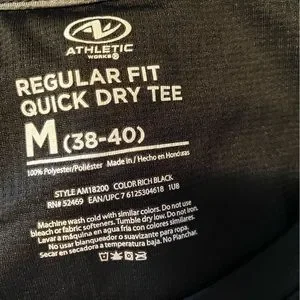 ATHLETIC
WORKS®
REGULAR FIT
QUICK DRY TEE
M (38-40)
100% Polyester/Poliéster Made in / Hecho en Honduras
STYLE AM18200 COLOR RICH BLACK
RN# 52469 EAN/UPC 7 6125304618 1U8
Machine wash cold with similar colors. Do not use
bleach or fabric softeners. Tumble dry low. Do not iron.
Lavar a máquina en agua fría con colores similares.
No usar blanqueador o suavizante para ropa.
Secar en secadora a temperatura baja. No Planchar.